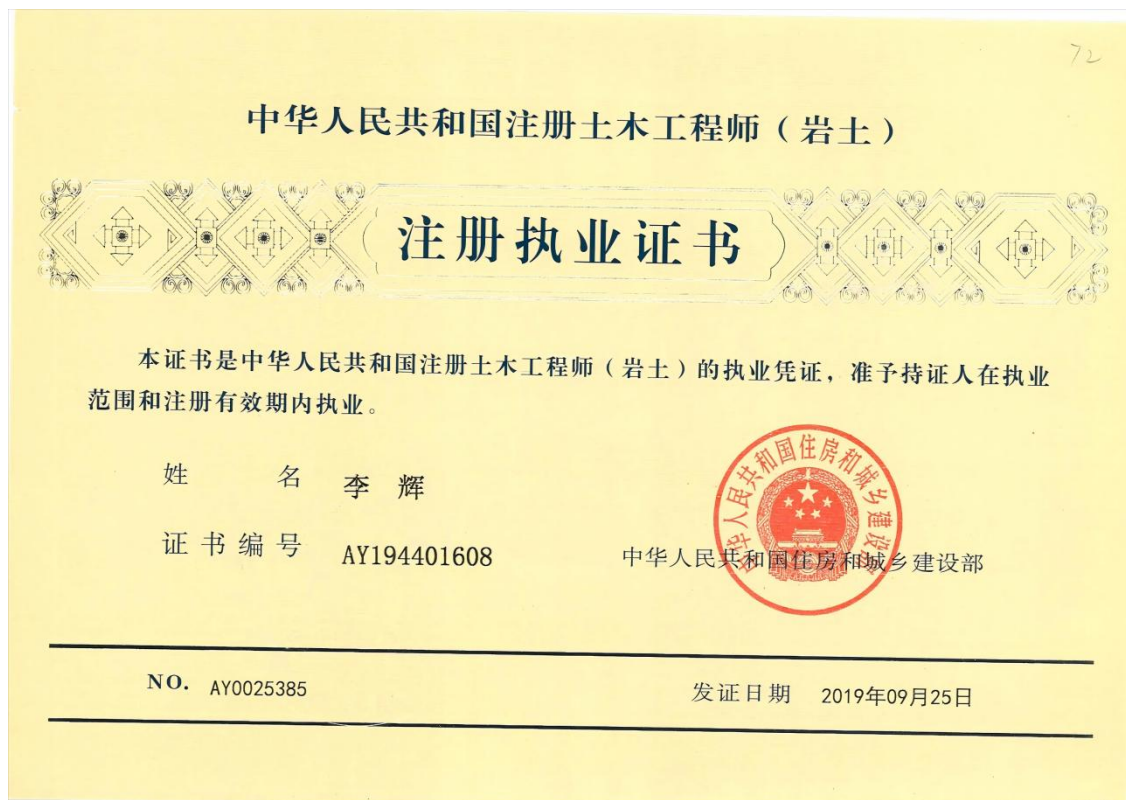 72
中华人民共和国注册土木工程师（岩土）
注册执业证书
本证书是中华人民共和国注册土木工程师（岩土）的执业凭证，准予持证人在执业
范围和注册有效期内执业。
姓名 李辉
证书编号 AY194401608
中华人民共和国住房和城乡建设部
中华人民共和国住房和城乡建设部
NO. AY0025385
发证日期 2019年09月25日